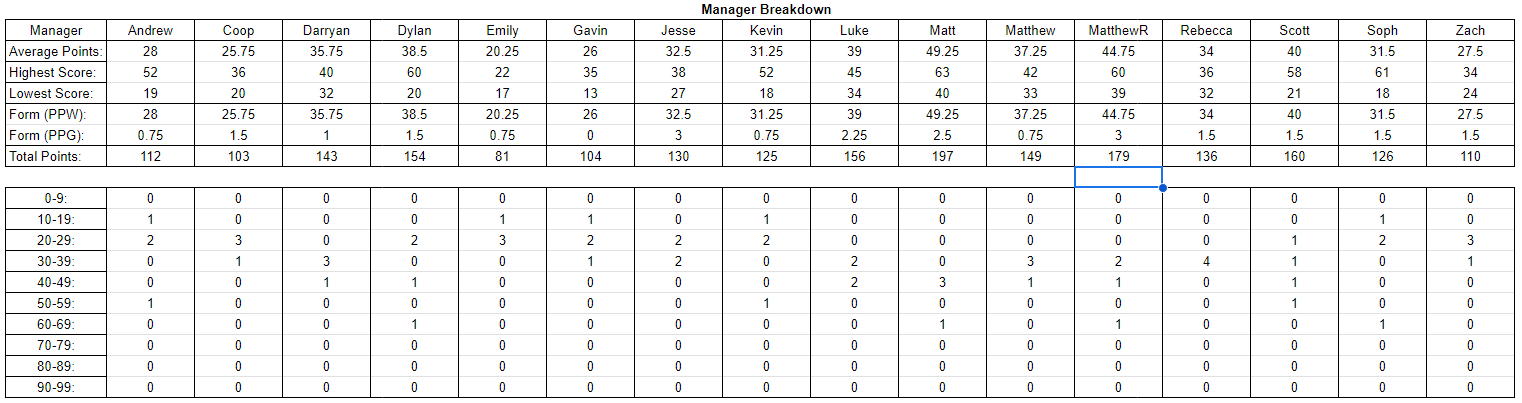 Manager Breakdown
Manager Andrew Coop Darryan Dylan Emily Gavin Jesse Kevin Luke Matt Matthew MatthewR Rebecca Scott Soph Zach
Average Points: 28 25.75 35.75 38.5 20.25 26 32.5 31.25 39 49.25 37.25 44.75 34 40 31.5 27.5
Highest Score: 52 36 40 60 22 35 38 52 45 63 42 60 36 58 61 34
Lowest Score: 19 20 32 20 17 13 27 18 34 40 33 39 32 21 18 24
Form (PPW): 28 25.75 35.75 38.5 20.25 26 32.5 31.25 39 49.25 37.25 44.75 34 40 31.5 27.5
Form (PPG): 0.75 1.5 1 1.5 0.75 0 3 0.75 2.25 2.5 0.75 3 1.5 1.5 1.5 1.5
Total Points: 112 103 143 154 81 104 130 125 156 197 149 179 136 160 126 110
0-9: 0 0 0 0 0 0 0 0 0 0 0 0 0 0 0 0
10-19: 1 0 0 0 1 1 0 1 0 0 0 0 0 0 1 0
20-29: 2 3 0 2 3 2 2 2 0 0 0 0 0 1 2 3
30-39: 0 1 3 0 0 1 2 0 2 0 3 2 4 1 0 1
40-49: 0 0 1 1 0 0 0 0 2 3 1 1 0 1 0 0
50-59: 1 0 0 0 0 0 0 1 0 0 0 0 0 1 0 0
60-69: 0 0 0 1 0 0 0 0 0 1 0 1 0 0 1 0
70-79: 0 0 0 0 0 0 0 0 0 0 0 0 0 0 0 0
80-89: 0 0 0 0 0 0 0 0 0 0 0 0 0 0 0 0
90-99: 0 0 0 0 0 0 0 0 0 0 0 0 0 0 0 0